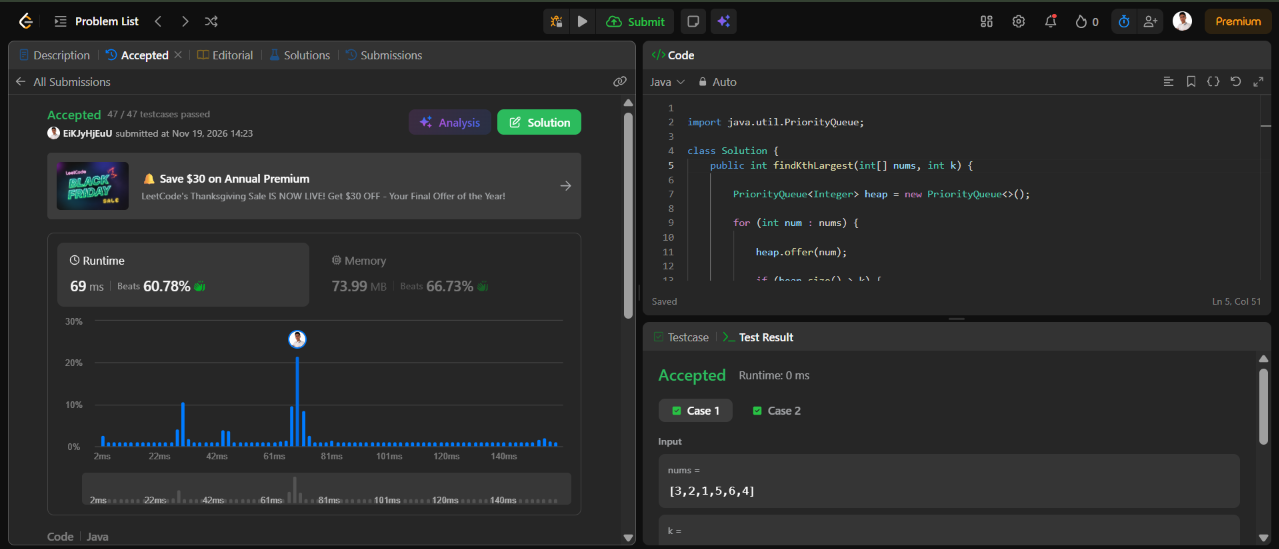 Problem List
Submit
0
Premium
Description
Accepted
Editorial
Solutions
Submissions
All Submissions
Accepted 47 / 47 testcases passed
EiKJyHjEuU submitted at Nov 19, 2026 14:23
Analysis
Solution
LeetCode
BLACK
FRIDAY
SALE
Save $30 on Annual Premium
LeetCode's Thanksgiving Sale IS NOW LIVE! Get $30 OFF - Your Final Offer of the Year!
Runtime
69 ms Beats 60.78%
Memory
73.99 MB Beats 66.73%
30%
20%
10%
0%
2ms 22ms 42ms 61ms 81ms 101ms 120ms 140ms
2ms 22ms 42ms 61ms 81ms 101ms 120ms 140ms
Code Java
Code
Java Auto
1
2 import java.util.PriorityQueue;
3
4 class Solution {
5 public int findKthLargest(int[] nums, int k) {
6
7 PriorityQueue<Integer> heap = new PriorityQueue<>();
8
9 for (int num : nums) {
10
11 heap.offer(num);
12
13 if (heap.size() > k) {
Saved
Ln 5, Col 51
Testcase
Test Result
Accepted Runtime: 0 ms
Case 1
Case 2
Input
nums =
[3,2,1,5,6,4]
k =